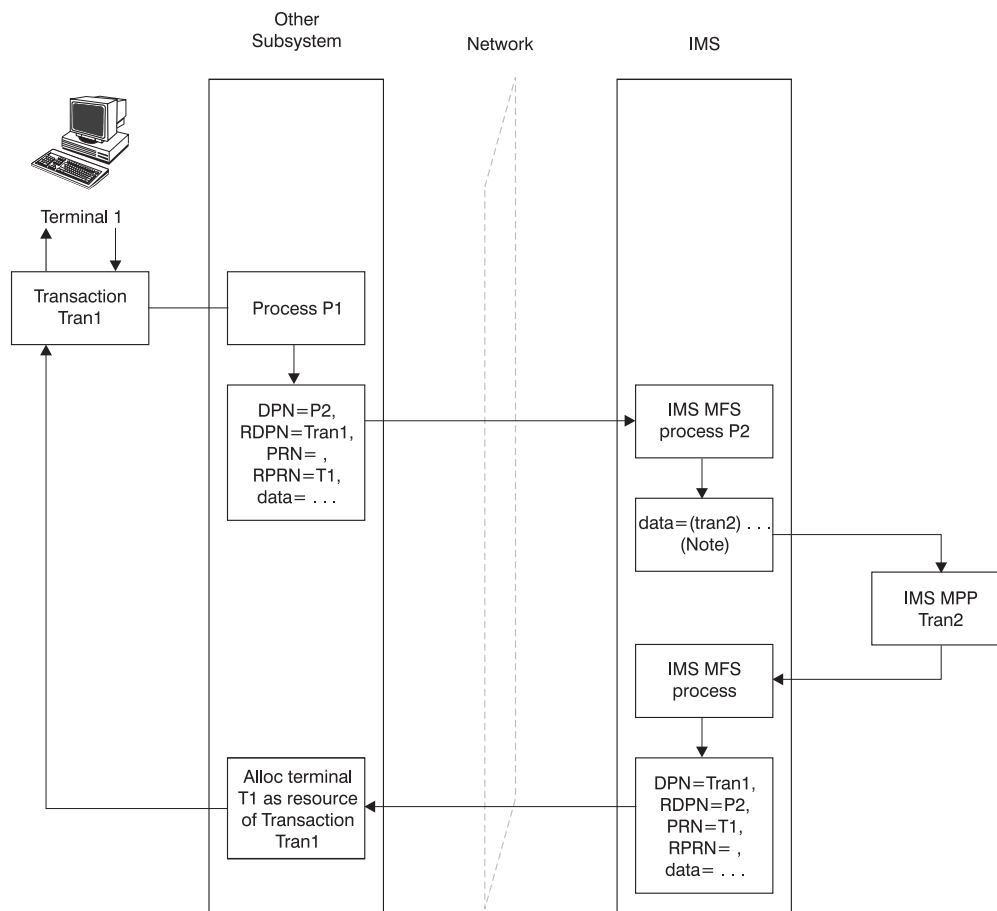 Other
Subsystem
Network
IMS
Terminal 1
Transaction
Tran1
Process P1
DPN=P2,
RDPN=Tran1,
PRN= ,
RPRN=T1,
data= . . .
IMS MFS
process P2
data=(tran2) . . .
(Note)
IMS MPP
Tran2
IMS MFS
process
DPN=Tran1,
RDPN=P2,
PRN=T1,
RPRN= ,
data= . . .
Alloc terminal
T1 as resource
of Transaction
Tran1